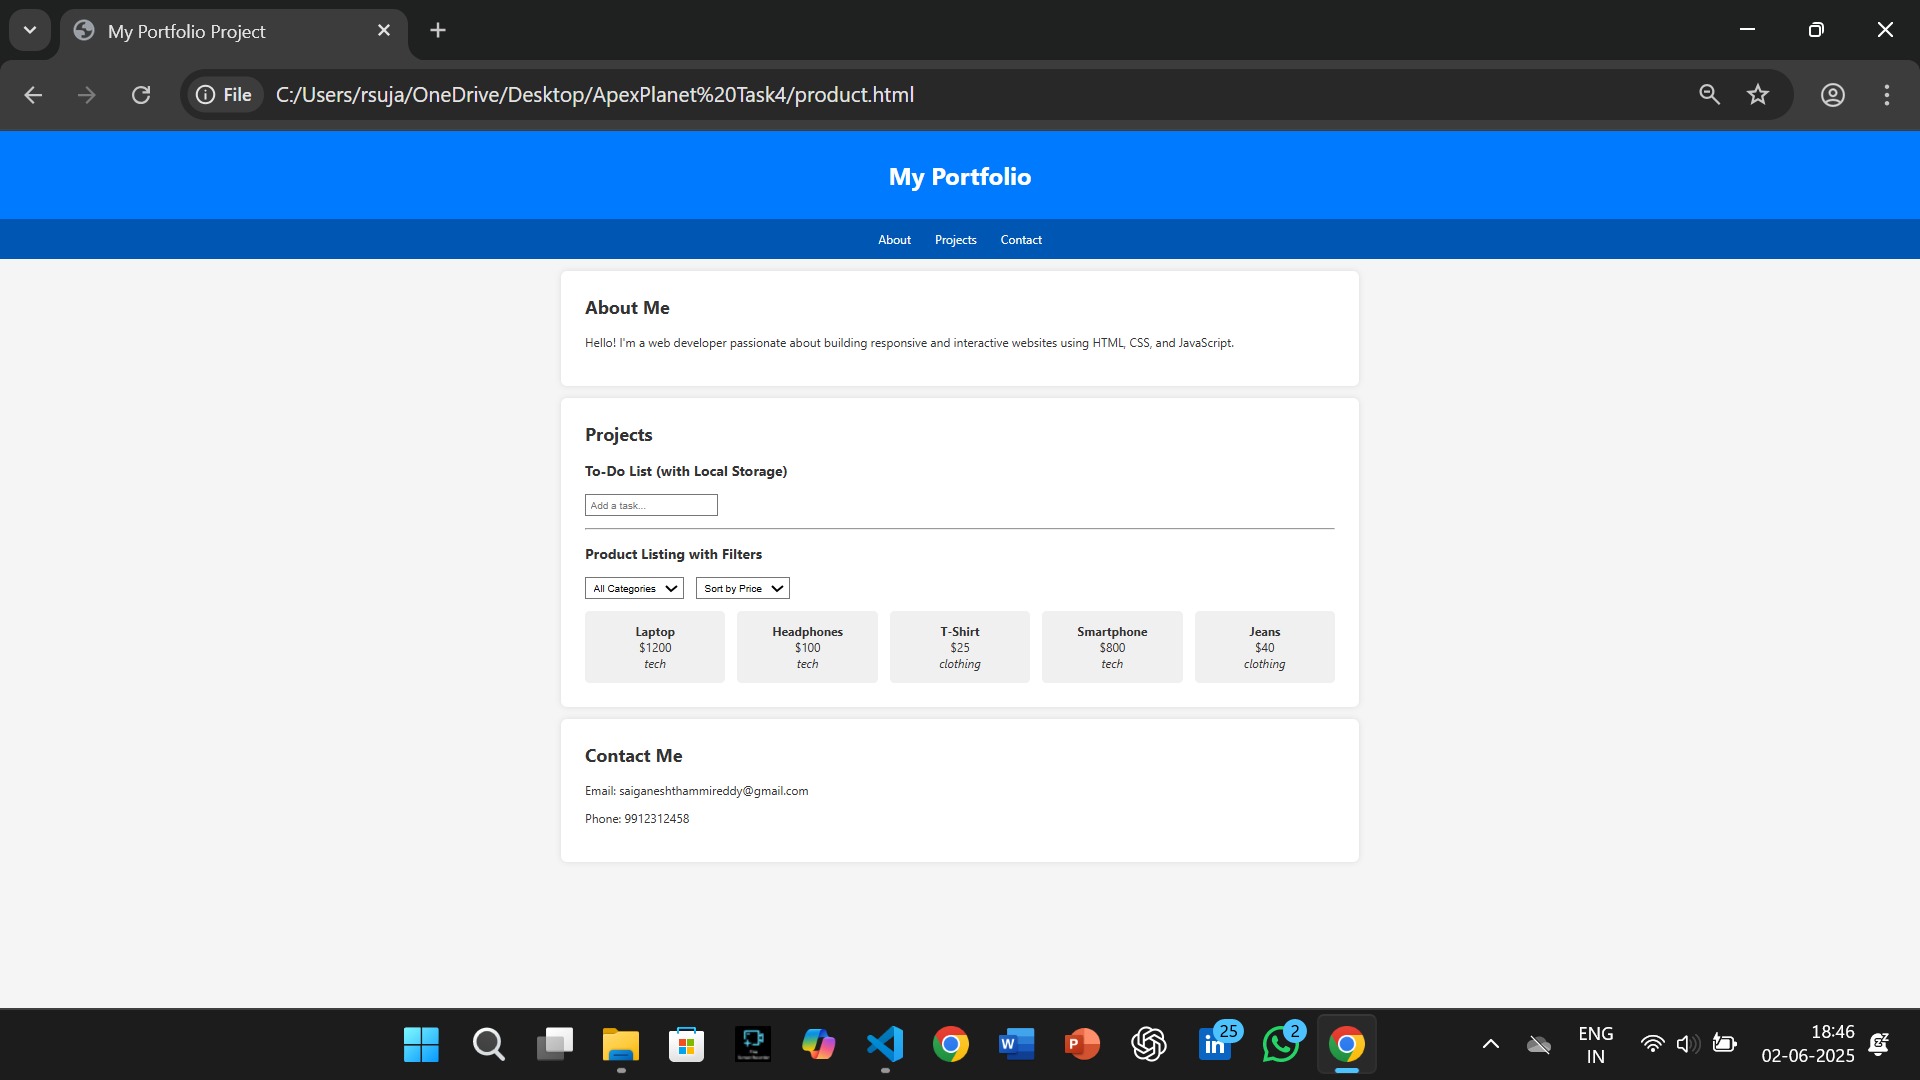 My Portfolio Project
File C:/Users/rsuja/OneDrive/Desktop/ApexPlanet%20Task4/product.html
My Portfolio
About Projects Contact
About Me
Hello! I'm a web developer passionate about building responsive and interactive websites using HTML, CSS, and JavaScript.
Projects
To-Do List (with Local Storage)
Add a task...
Product Listing with Filters
All Categories Sort by Price
Laptop Headphones T-Shirt Smartphone Jeans
$1200 $100 $25 $800 $40
tech tech clothing tech clothing
Contact Me
Email: saiganeshthammireddy@gmail.com
Phone: 9912312458
W P in 25 2
ENG
IN
18:46
02-06-2025